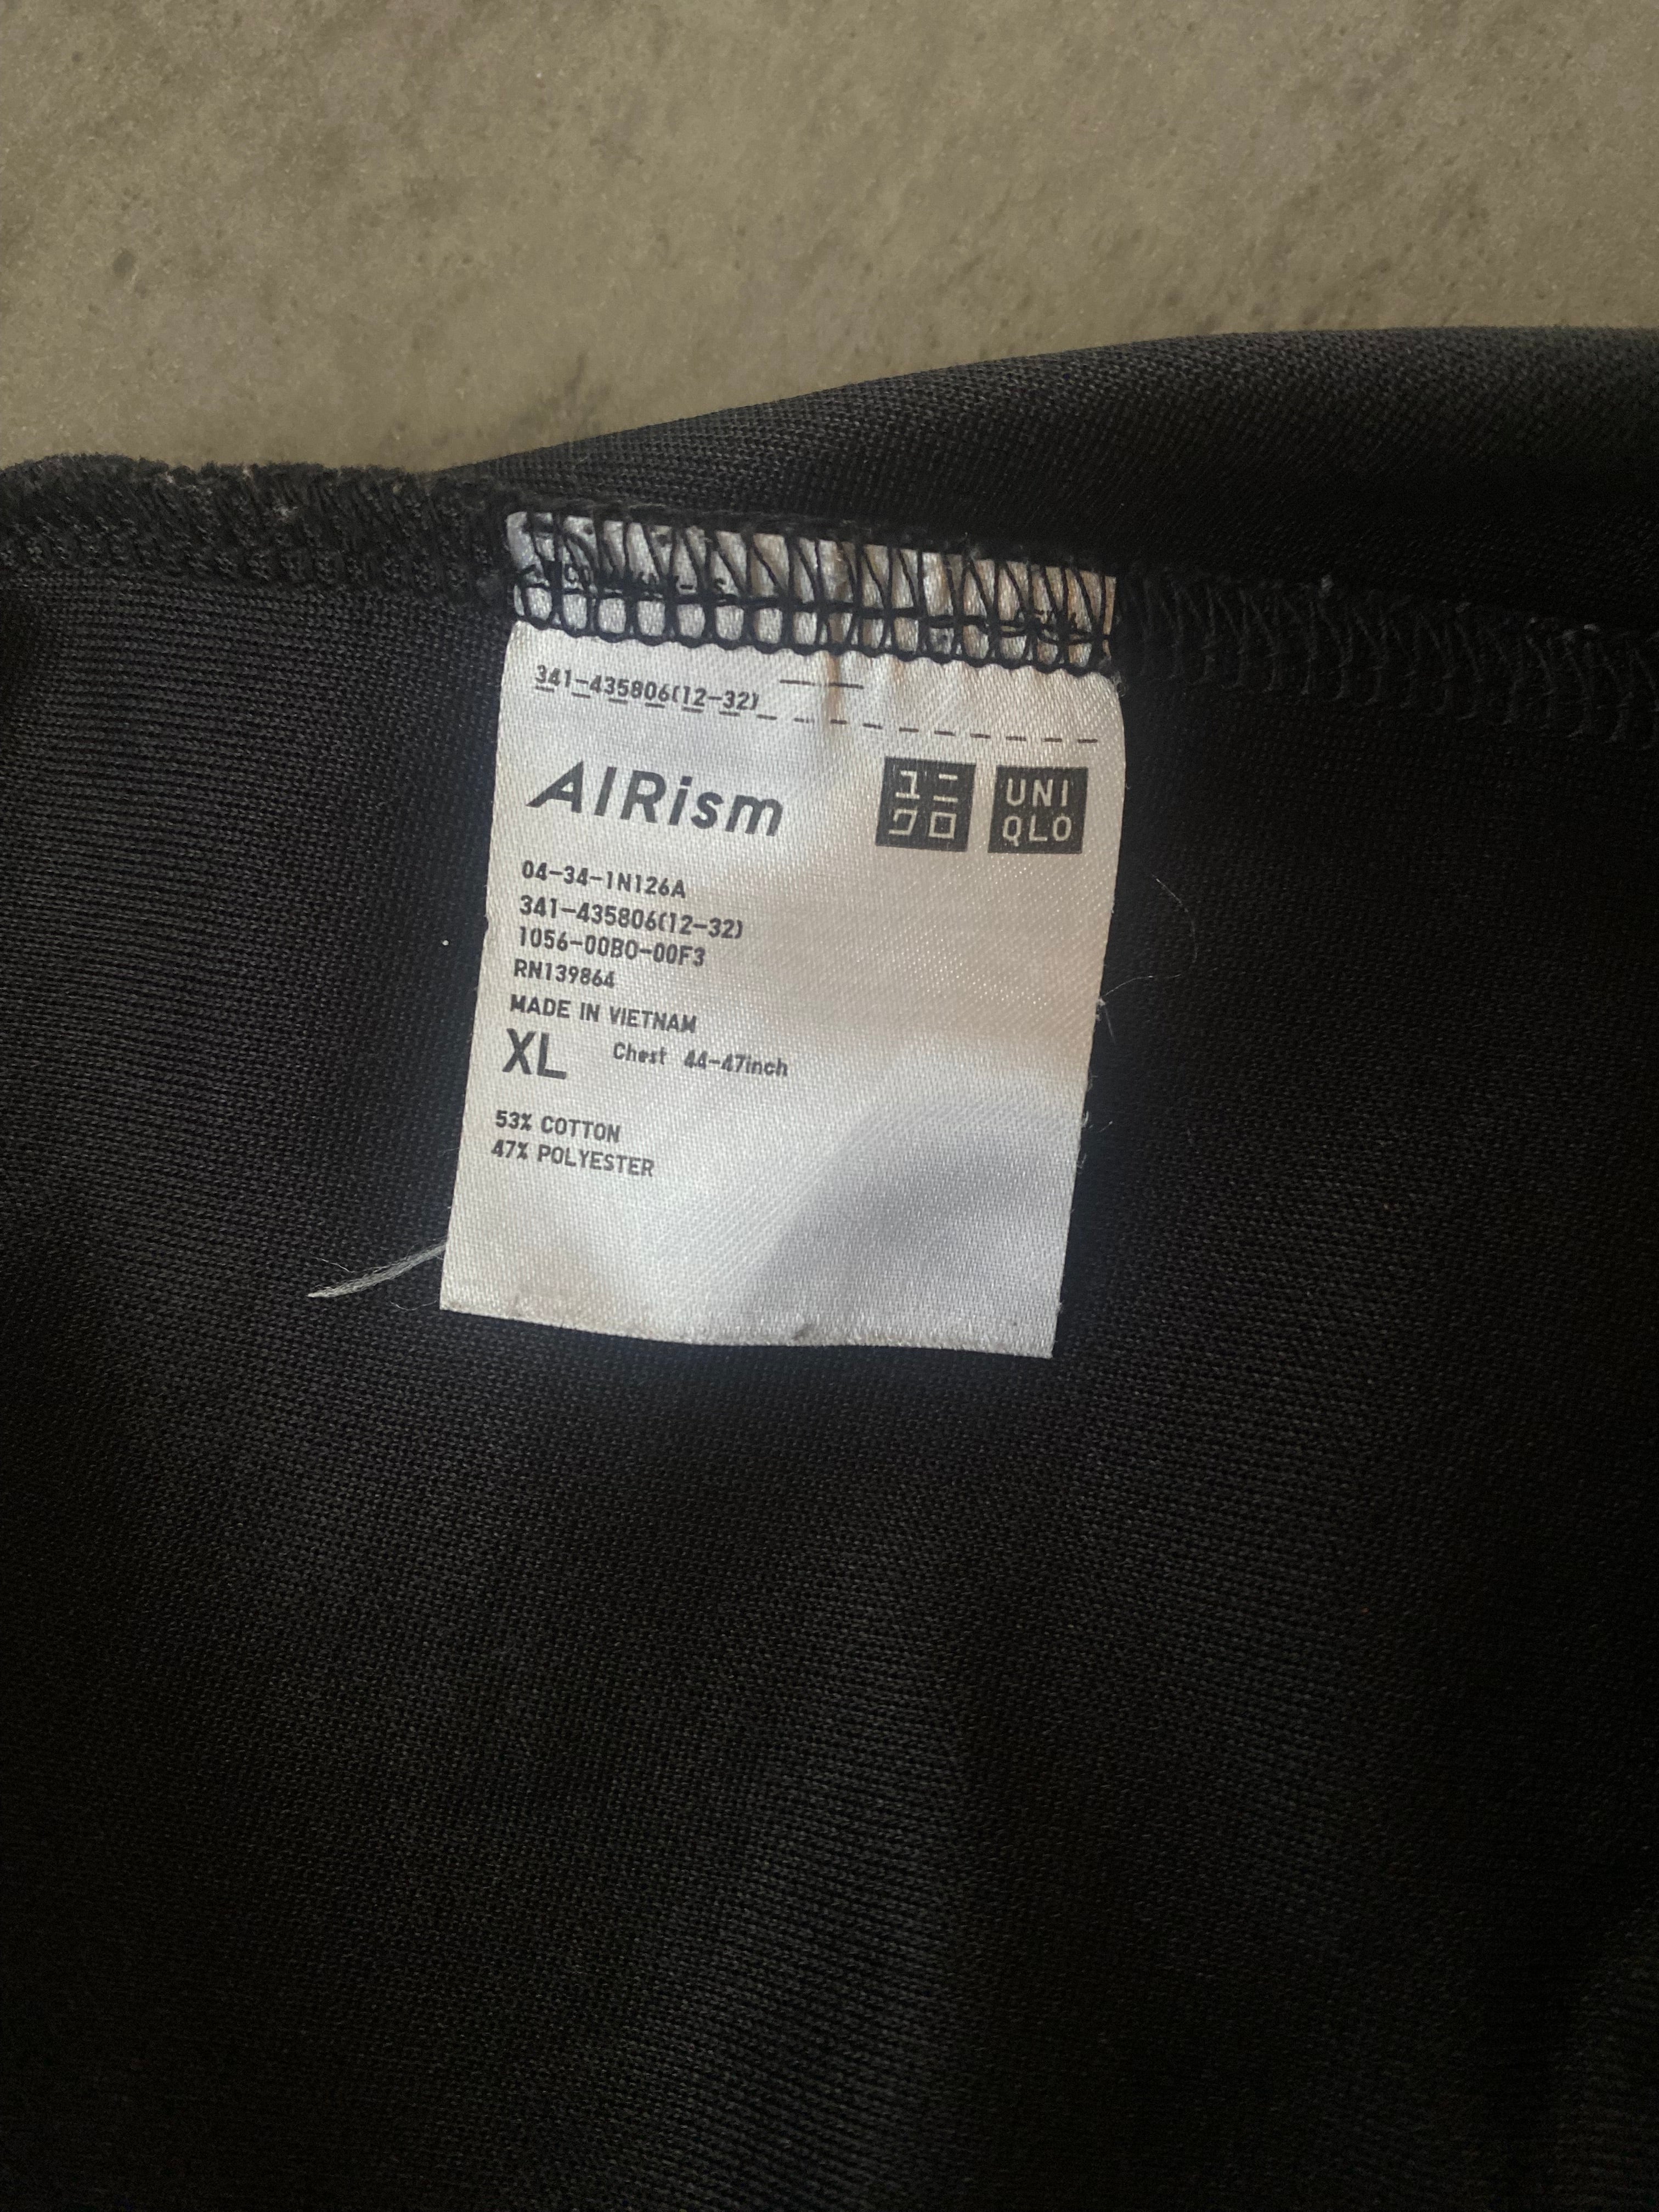 341-435806(12-32)
AIRism
ユニ
クロ
UNI
QLO
04-34-1N126A
341-435806(12-32)
1056-00B0-00F3
RN139864
MADE IN VIETNAM
XL Chest 44-47inch
53% COTTON
47% POLYESTER